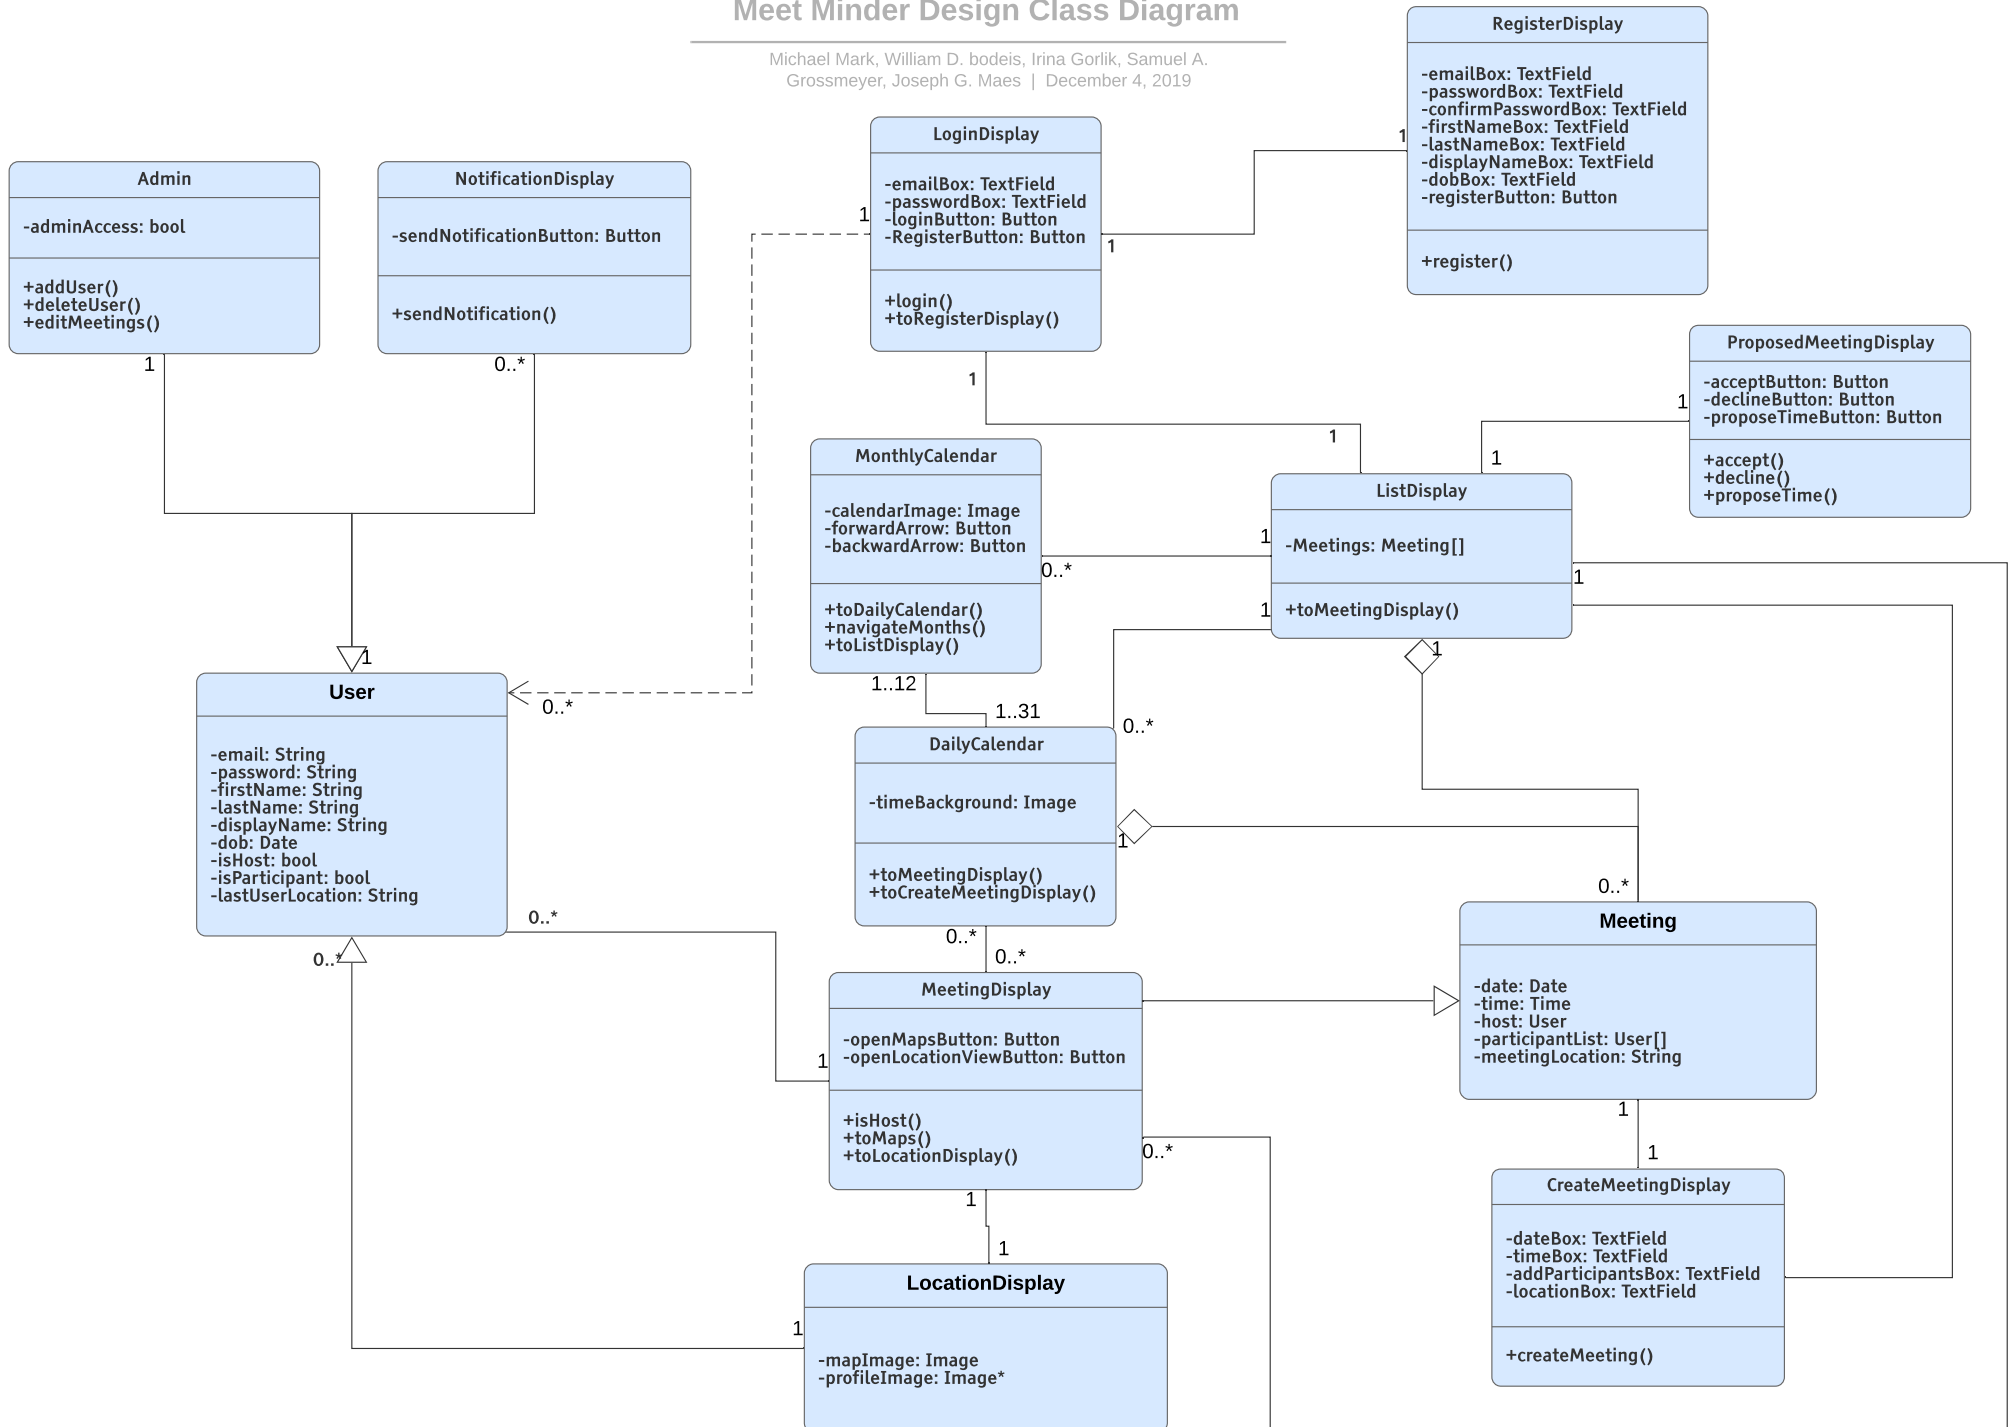 Meet Minder Design Class Diagram
Michael Mark, William D. bodeis, Irina Gorlik, Samuel A.
Grossmeyer, Joseph G. Maes | December 4, 2019
RegisterDisplay
-emailBox: TextField
-passwordBox: TextField
-confirmPasswordBox: TextField
-firstNameBox: TextField
-lastNameBox: TextField
-displayNameBox: TextField
-dobBox: TextField
-registerButton: Button
+register()
1
LoginDisplay
-emailBox: TextField
-passwordBox: TextField
-loginButton: Button
-RegisterButton: Button
+login()
+toRegisterDisplay()
1
1
1
Admin
-adminAccess: bool
+addUser()
+deleteUser()
+editMeetings()
1
NotificationDisplay
-sendNotificationButton: Button
+sendNotification()
0..*
ProposedMeetingDisplay
-acceptButton: Button
-declineButton: Button
-proposeTimeButton: Button
+accept()
+decline()
+proposeTime()
1
1
1
MonthlyCalendar
-calendarImage: Image
-forwardArrow: Button
-backwardArrow: Button
+toDailyCalendar()
+navigateMonths()
+toListDisplay()
0..*
1..12
1..31
ListDisplay
-Meetings: Meeting[]
+toMeetingDisplay()
1
1
1
1
1
User
-email: String
-password: String
-firstName: String
-lastName: String
-displayName: String
-dob: Date
-isHost: bool
-isParticipant: bool
-lastUserLocation: String
0..*
0..*
0..*
0..*
DailyCalendar
-timeBackground: Image
+toMeetingDisplay()
+toCreateMeetingDisplay()
1
0..*
0..*
0..*
Meeting
-date: Date
-time: Time
-host: User
-participantList: User[]
-meetingLocation: String
1
1
MeetingDisplay
-openMapsButton: Button
-openLocationViewButton: Button
+isHost()
+toMaps()
+toLocationDisplay()
1
0..*
1
1
CreateMeetingDisplay
-dateBox: TextField
-timeBox: TextField
-addParticipantsBox: TextField
-locationBox: TextField
+createMeeting()
LocationDisplay
-mapImage: Image
-profileImage: Image*
1